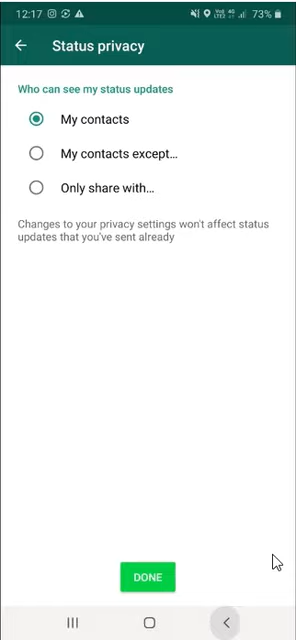 12:17 73%
Status privacy
Who can see my status updates
My contacts
My contacts except...
Only share with...
Changes to your privacy settings won't affect status
updates that you've sent already
DONE